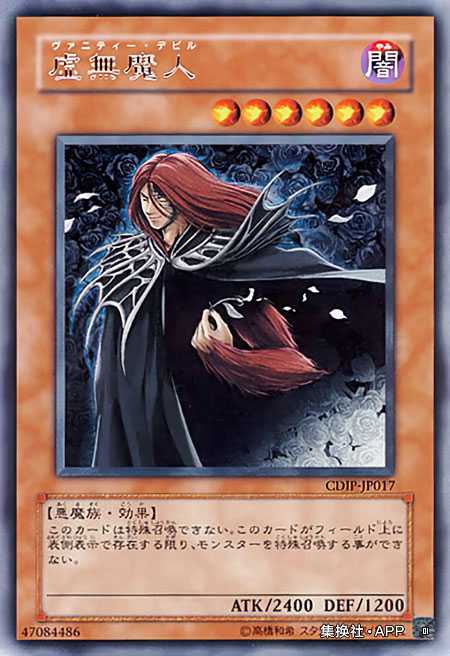 ヴァニティー・デビル
虚無魔人
やみ
闇
CDIP-JP017
【悪魔族・効果】
このカードは特殊召喚できない。このカードがフィールド上に
表側表示で存在する限り、モンスターを特殊召喚する事ができ
ない。
ATK/2400 DEF/1200
47084486
©高橋和希 スタ
集英社・APP